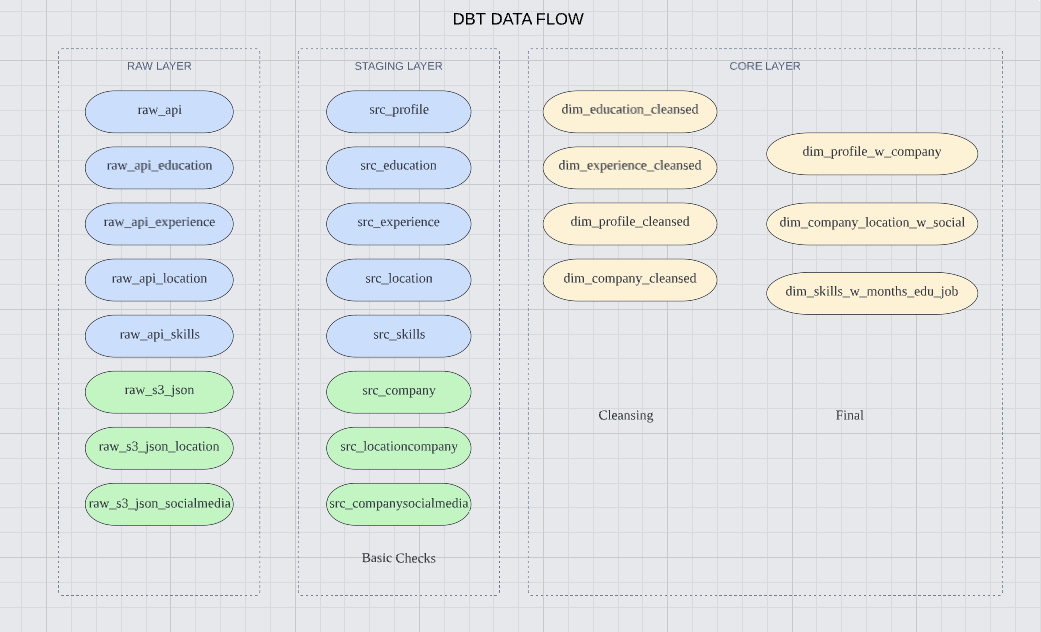 DBT DATA FLOW
RAW LAYER
raw_api
raw_api_education
raw_api_experience
raw_api_location
raw_api_skills
raw_s3_json
raw_s3_json_location
raw_s3_json_socialmedia
STAGING LAYER
src_profile
src_education
src_experience
src_location
src_skills
src_company
src_locationcompany
src_companysocialmedia
Basic Checks
CORE LAYER
dim_education_cleansed
dim_experience_cleansed
dim_profile_cleansed
dim_company_cleansed
Cleansing
dim_profile_w_company
dim_company_location_w_social
dim_skills_w_months_edu_job
Final